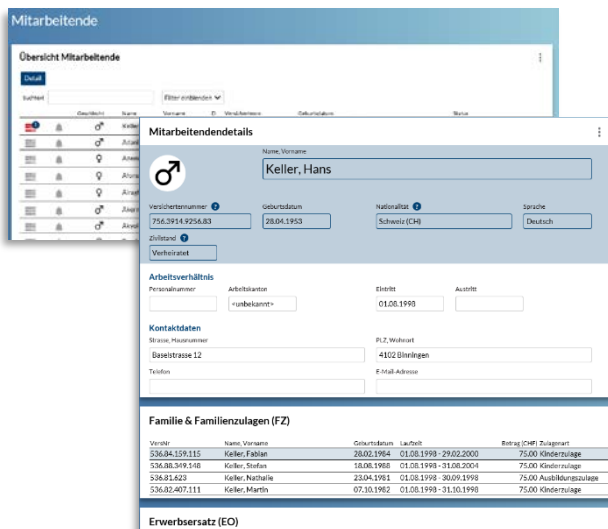 Mitarbeitende
Übersicht Mitarbeitende
Detail
Suchtext
Filter einblenden
Geschlecht Name Vorname Versichertennr. Geburtsdatum Status
Keller
Mitarbeitendendetails
Name, Vorname
Keller, Hans
Versichertennummer Geburtsdatum Nationalität Sprache
756.3914.9256.83 28.04.1953 Schweiz (CH) Deutsch
Zivilstand
Verheiratet
Arbeitsverhältnis
Personalnummer Arbeitskanton Eintritt Austritt
<unbekannt> 01.08.1998
Kontaktdaten
Strasse, Hausnummer PLZ, Wohnort
Baselstrasse 12 4102 Binningen
Telefon E-Mail-Adresse
Familie & Familienzulagen (FZ)
VersNr Name, Vorname Geburtsdatum Laufzeit Betrag (CHF) Zulagenart
536.84.159.115 Keller, Fabian 28.02.1984 01.08.1998 - 29.02.2000 75.00 Kinderzulage
536.88.349.148 Keller, Stefan 18.08.1988 01.08.1998 - 31.08.2004 75.00 Kinderzulage
536.81.623 Keller, Nathalie 23.04.1981 01.08.1998 - 30.09.1998 75.00 Ausbildungszulage
536.82.407.111 Keller, Martin 07.10.1982 01.08.1998 - 31.10.1998 75.00 Kinderzulage
Erwerbsersatz (EO)